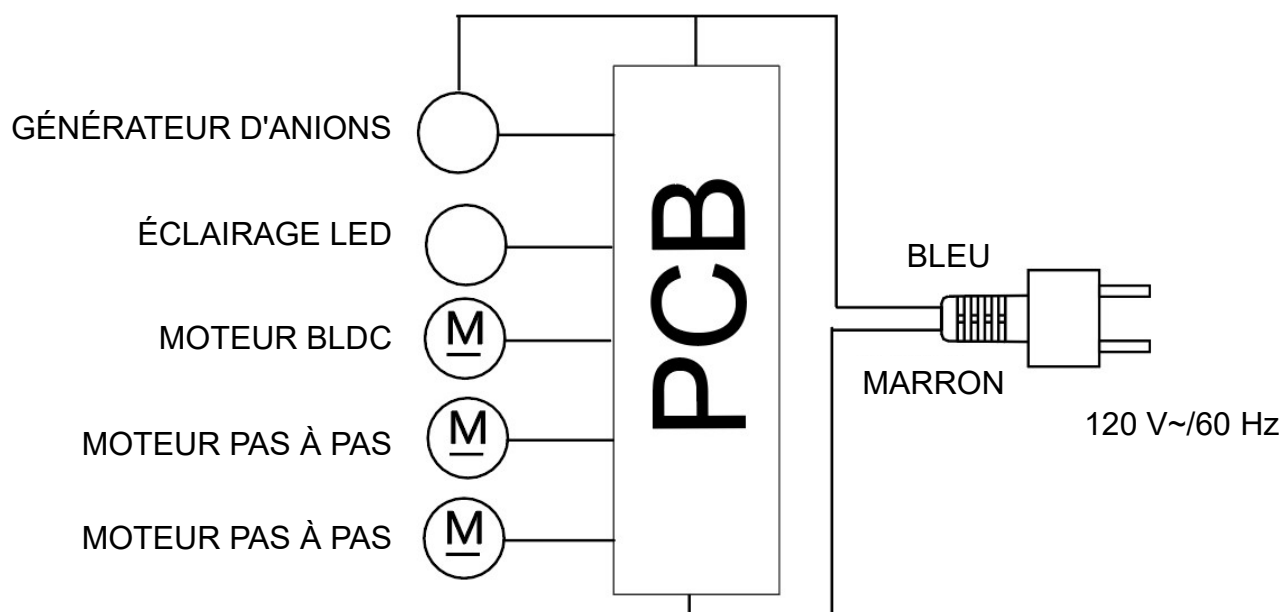 GÉNÉRATEUR D'ANIONS
ÉCLAIRAGE LED
MOTEUR BLDC
M
MOTEUR PAS À PAS
M
MOTEUR PAS À PAS
M
PCB
BLEU
MARRON
120 V~/60 Hz